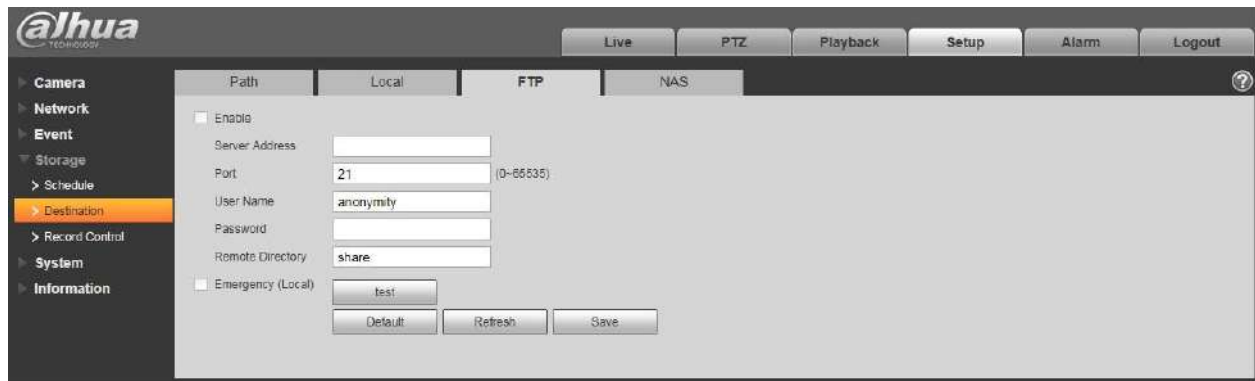 alhua
TECHNOLOGY
Live PTZ Playback Setup Alarm Logout
Camera
Network
Event
Storage
> Schedule
> Destination
> Record Control
System
Information
Path Local FTP NAS
?
Enable
Server Address
Port 21 (0~65535)
User Name anonymity
Password
Remote Directory share
Emergency (Local) test
Default Refresh Save